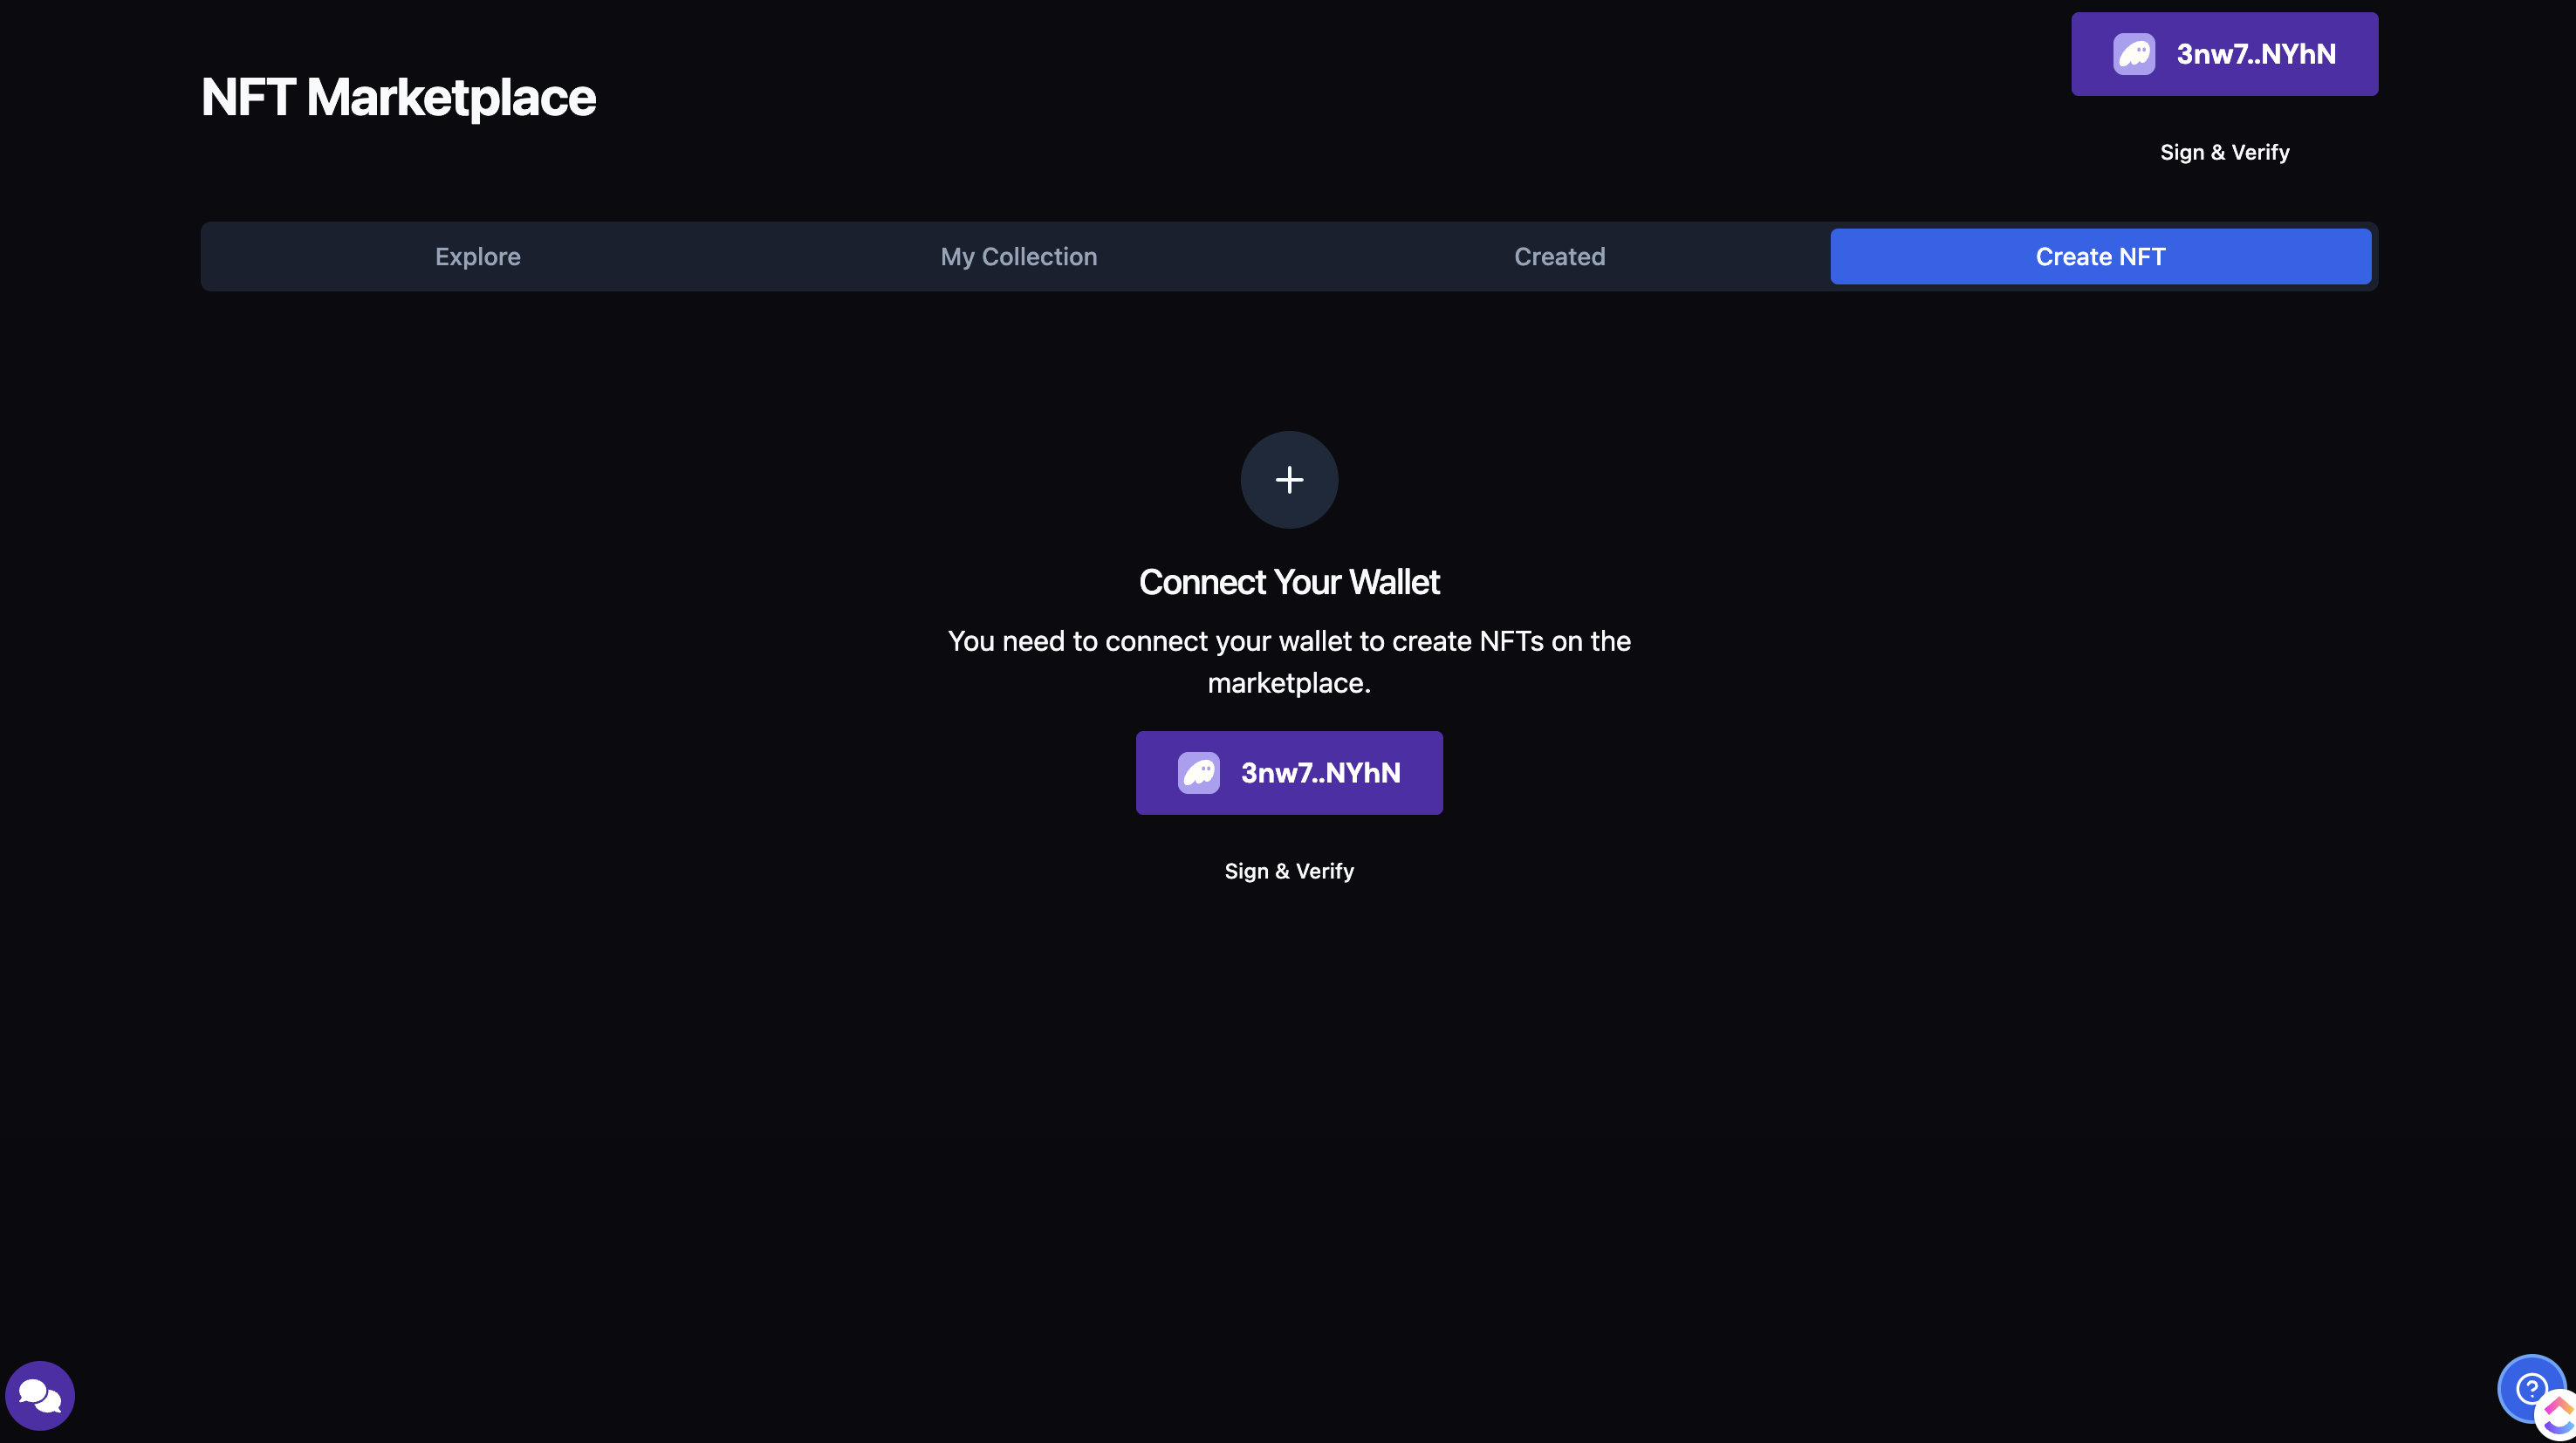 3nw7..NYhN
NFT Marketplace
Sign & Verify
Explore
My Collection
Created
Create NFT
Connect Your Wallet
You need to connect your wallet to create NFTs on the
marketplace.
3nw7..NYhN
Sign & Verify